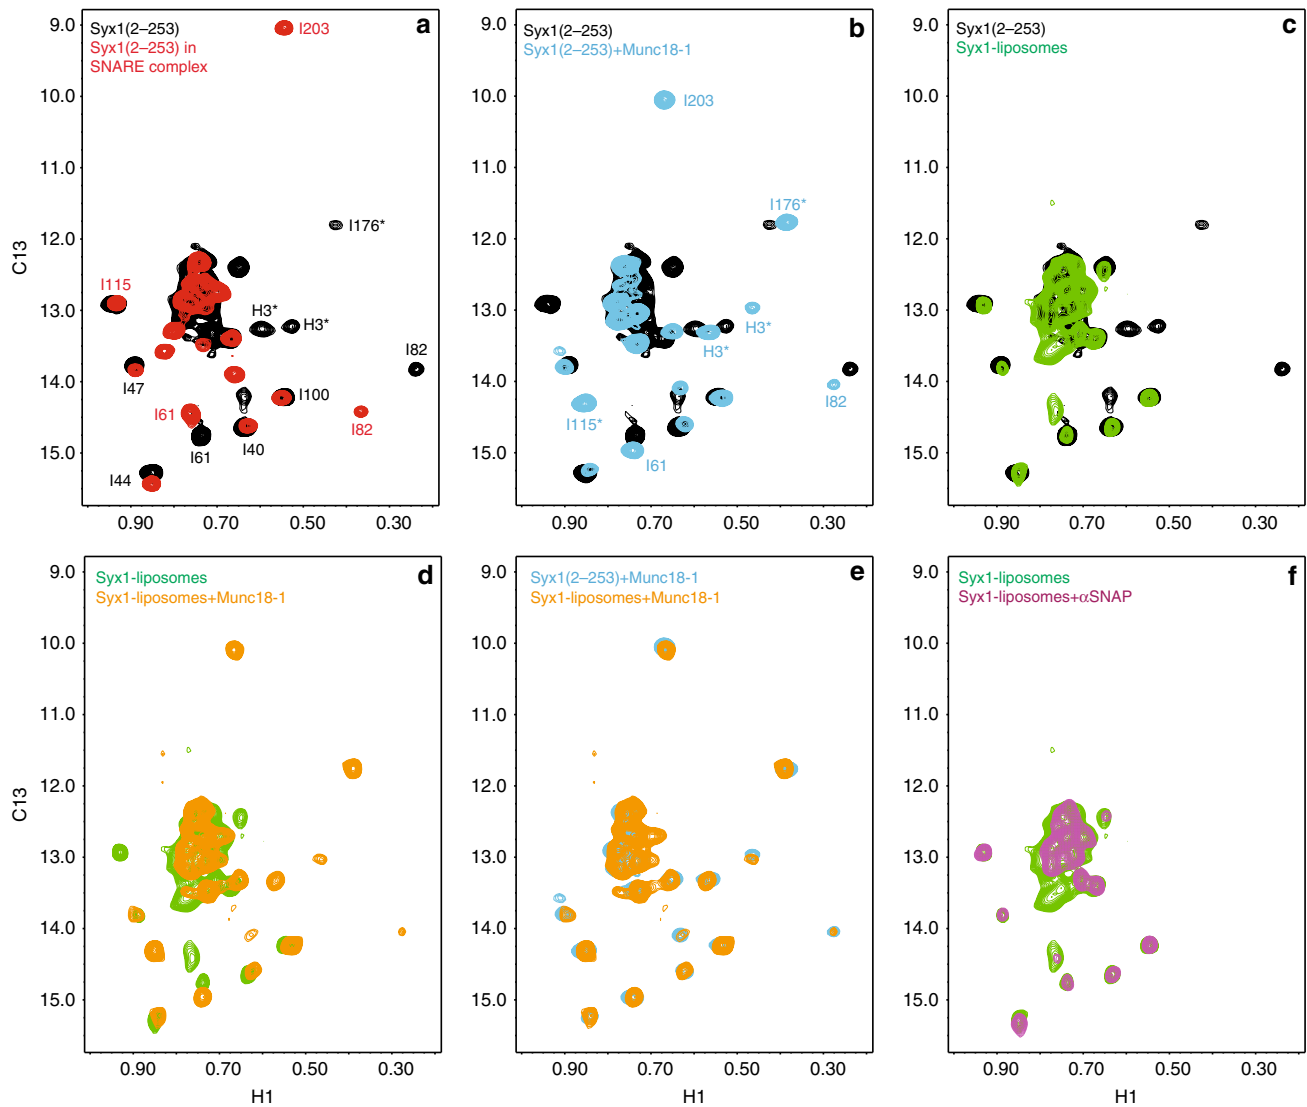 a
Syx1(2–253)
Syx1(2–253) in
SNARE complex
9.0
10.0
11.0
12.0
13.0
14.0
15.0
C13
I203
I176*
I115
H3*
H3*
I82
I47
I100
I61
I82
I61
I40
I44
0.90
0.70
0.50
0.30
b
Syx1(2–253)
Syx1(2–253)+Munc18-1
9.0
10.0
11.0
12.0
13.0
14.0
15.0
I203
I176*
H3*
H3*
I82
I115*
I61
0.90
0.70
0.50
0.30
c
Syx1(2–253)
Syx1-liposomes
9.0
10.0
11.0
12.0
13.0
14.0
15.0
0.90
0.70
0.50
0.30
d
Syx1-liposomes
Syx1-liposomes+Munc18-1
9.0
10.0
11.0
12.0
13.0
14.0
15.0
C13
0.90
0.70
0.50
0.30
H1
e
Syx1(2–253)+Munc18-1
Syx1-liposomes+Munc18-1
9.0
10.0
11.0
12.0
13.0
14.0
15.0
0.90
0.70
0.50
0.30
H1
f
Syx1-liposomes
Syx1-liposomes+αSNAP
9.0
10.0
11.0
12.0
13.0
14.0
15.0
0.90
0.70
0.50
0.30
H1